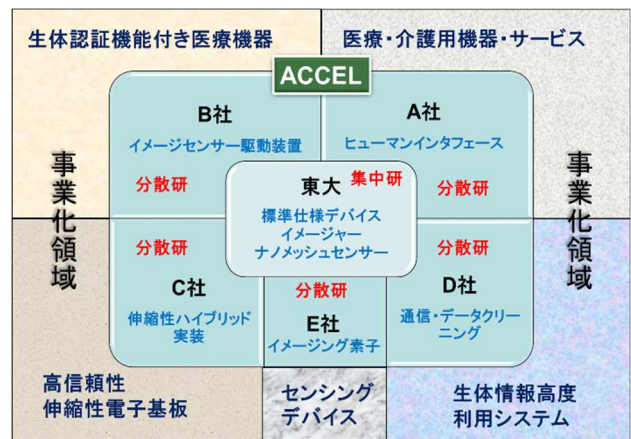 生体認証機能付き医療機器
医療・介護用機器・サービス
ACCEL
B社
イメージセンサー駆動装置
分散研
A社
ヒューマンインタフェース
分散研
事業化領域
事業化領域
東大 集中研
標準仕様デバイス
イメージャー
ナノメッシュセンサー
分散研
C社
伸縮性ハイブリッド
実装
分散研
E社
イメージング素子
分散研
D社
通信・データクリー
ニング
高信頼性
伸縮性電子基板
センシング
デバイス
生体情報高度
利用システム